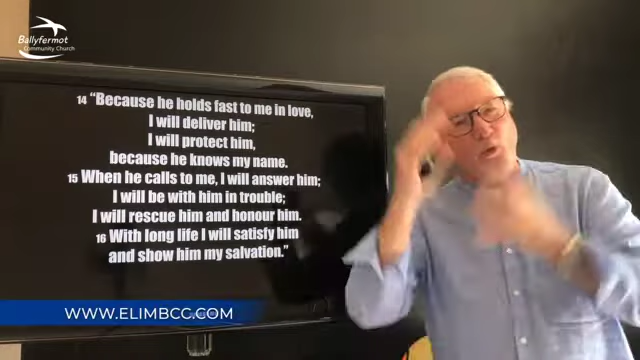 Ballyfermot
Community Church
14 “Because he holds fast to me in love,
I will deliver him;
I will protect him,
because he knows my name.
15 When he calls to me, I will answer him;
I will be with him in trouble;
I will rescue him and honour him.
16 With long life I will satisfy him
and show him my salvation.”
WWW.ELIMBCC.COM